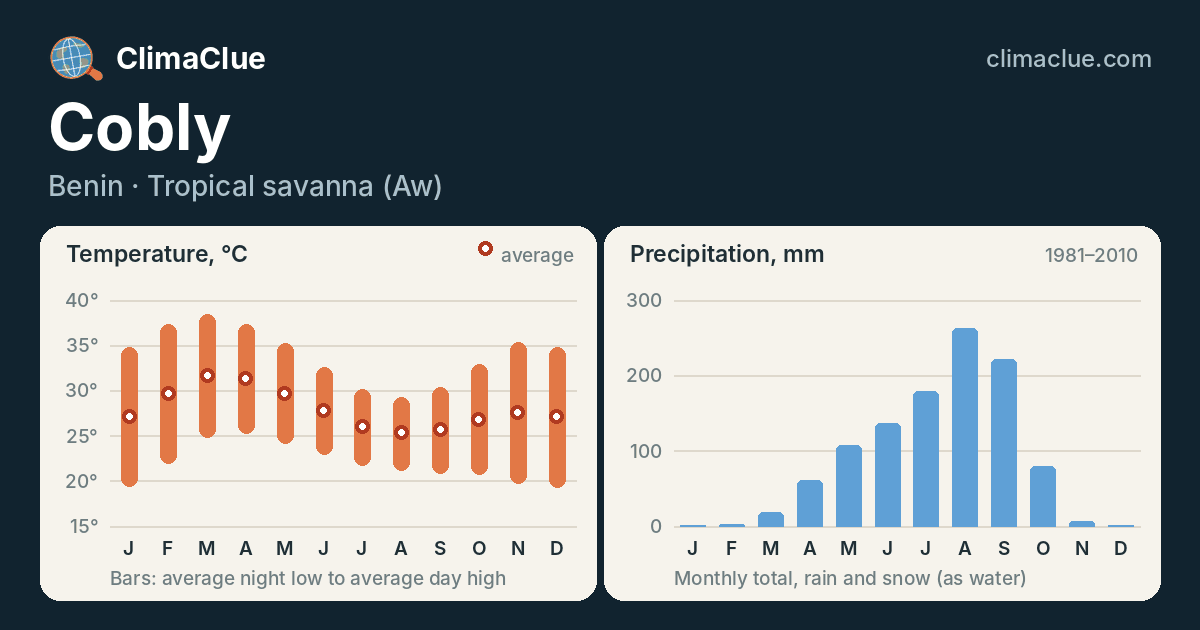 ClimaClue
climaclue.com
Cobly
Benin · Tropical savanna (Aw)
Temperature, °C
average
40°
35°
30°
25°
20°
15°
J F M A M J J A S O N D
Bars: average night low to average day high
Precipitation, mm
1981–2010
300
200
100
0
J F M A M J J A S O N D
Monthly total, rain and snow (as water)